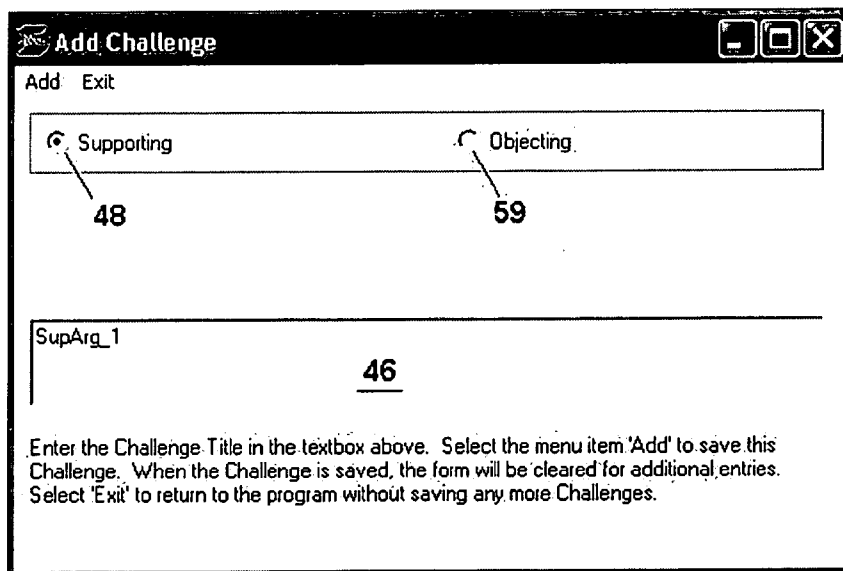 Add Challenge
Add Exit
Supporting Objecting
48 59
SupArg_1
46
Enter the Challenge Title in the textbox above. Select the menu item 'Add' to save this
Challenge. When the Challenge is saved, the form will be cleared for additional entries.
Select 'Exit' to return to the program without saving any more Challenges.